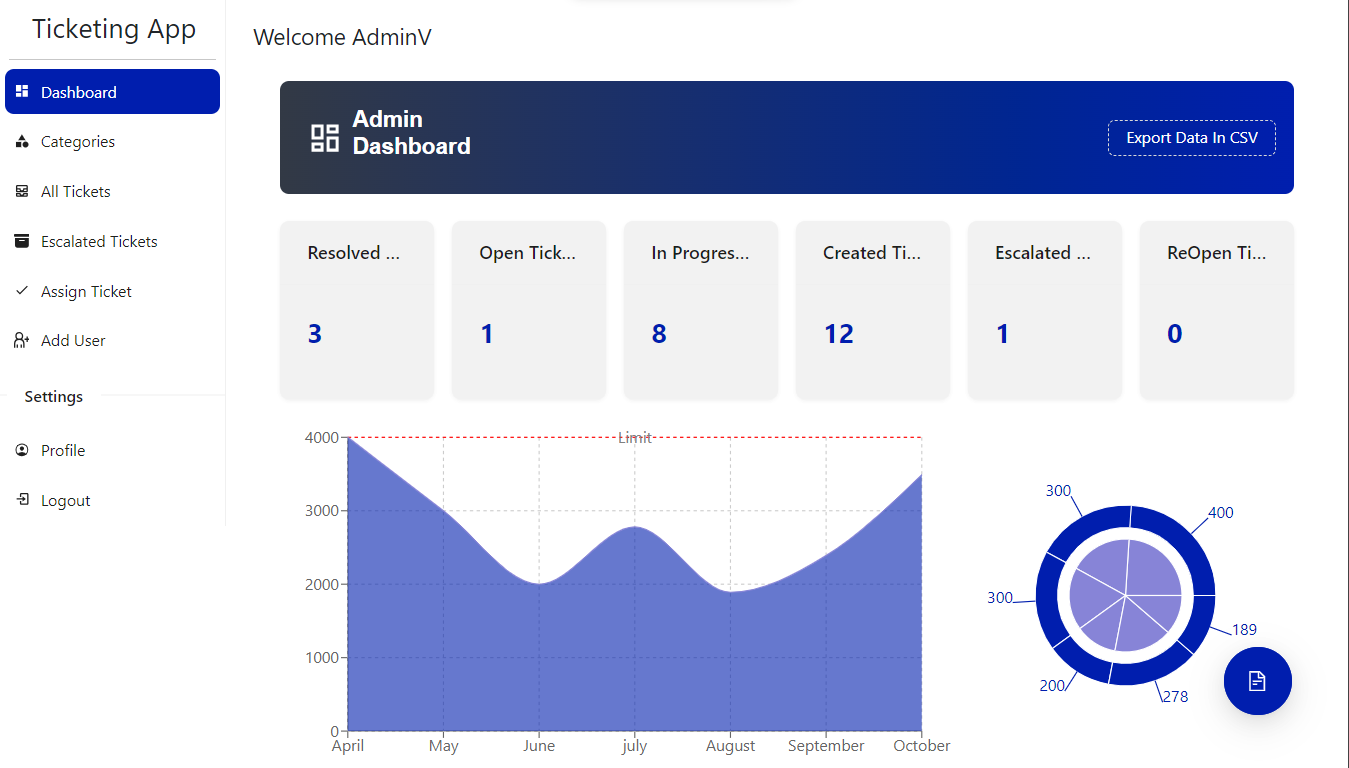 Ticketing App
Dashboard
Categories
All Tickets
Escalated Tickets
Assign Ticket
Add User
Settings
Profile
Logout
Welcome AdminV
Admin
Dashboard
Export Data In CSV
Resolved ...
Open Tick...
In Progres...
Created Ti...
Escalated ...
ReOpen Ti...
3
1
8
12
1
0
4000
3000
2000
1000
0
Limit
April
May
June
july
August
September
October
300
400
300
189
200
278